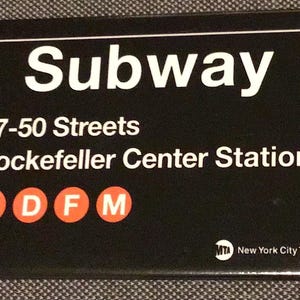 Subway
7-50 Streets
ockefeller Center Station
D F M
MTA New York City